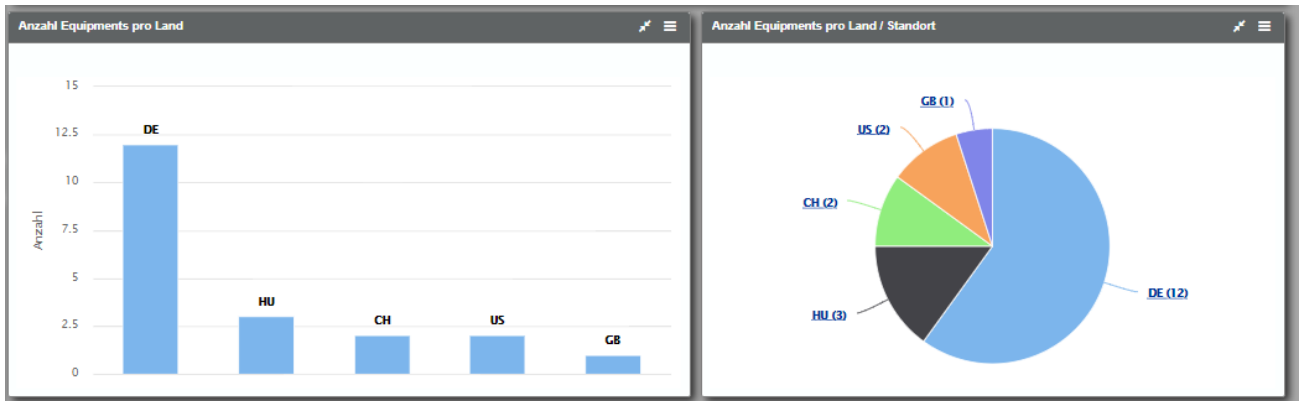 Anzahl Equipments pro Land
15
12.5
10
7.5
5
2.5
0
Anzahl
DE
HU
CH
US
GB
Anzahl Equipments pro Land / Standort
GB (1)
US (2)
CH (2)
HU (3)
DE (12)